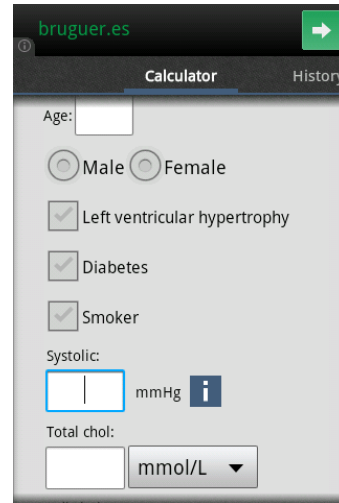 bruguer.es
Calculator History
Age:
Male Female
Left ventricular hypertrophy
Diabetes
Smoker
Systolic:
mmHg i
Total chol:
mmol/L